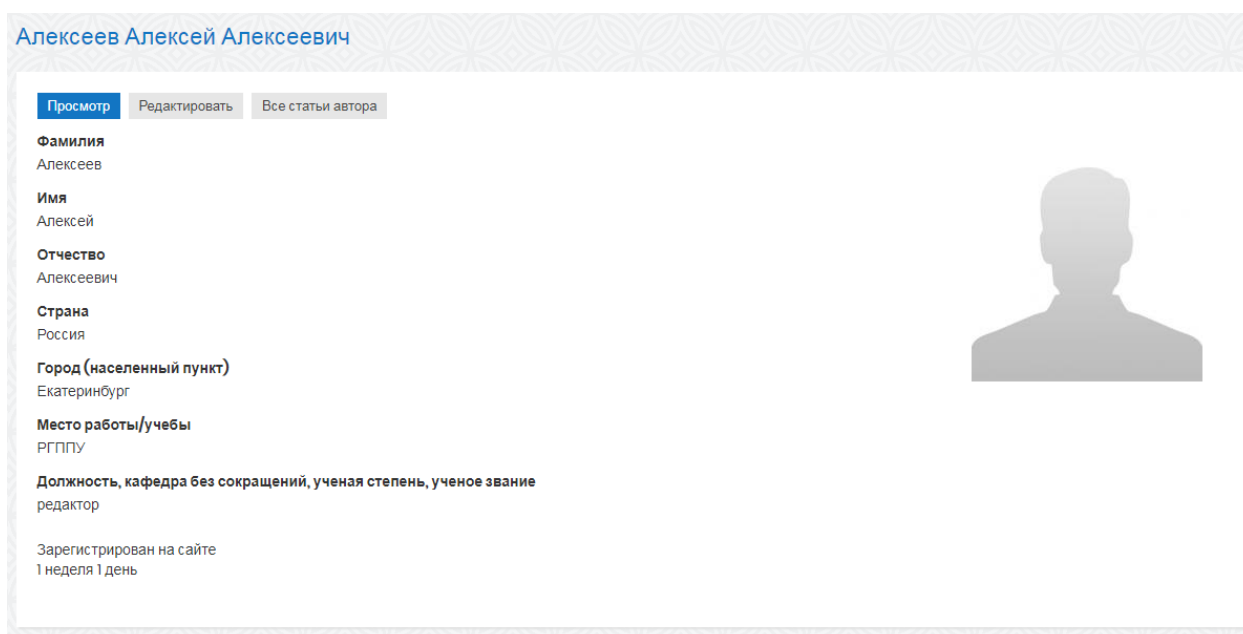 Алексеев Алексей Алексеевич
Просмотр Редактировать Все статьи автора
Фамилия
Алексеев
Имя
Алексей
Отчество
Алексеевич
Страна
Россия
Город (населенный пункт)
Екатеринбург
Место работы/учебы
РГППУ
Должность, кафедра без сокращений, ученая степень, ученое звание
редактор
Зарегистрирован на сайте
1 неделя 1 день